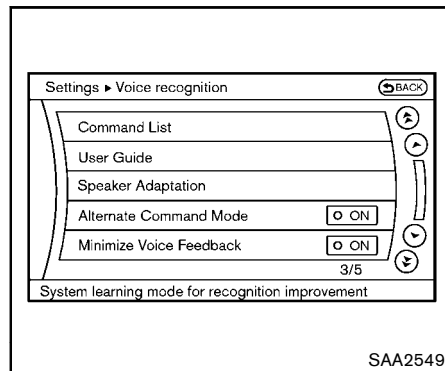 Settings ▸ Voice recognition
BACK
Command List
User Guide
Speaker Adaptation
Alternate Command Mode
ON
Minimize Voice Feedback
ON
3/5
System learning mode for recognition improvement
SAA2549